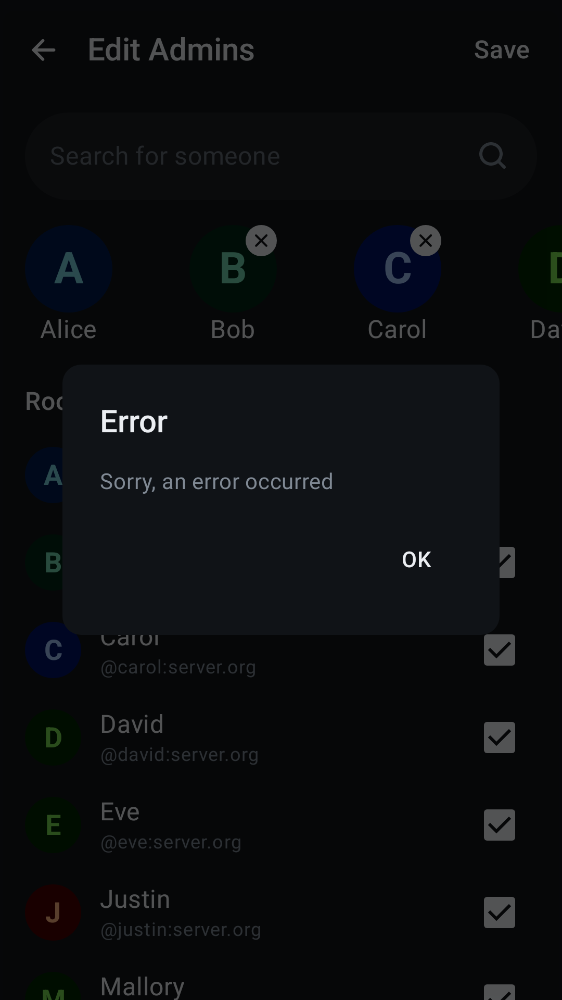 Edit Admins
Save
Search for someone
A
B
C
D
Alice
Bob
Carol
Da
Roo
Error
Sorry, an error occurred
OK
A
B
C
Carol
@carol:server.org
D
David
@david:server.org
E
Eve
@eve:server.org
J
Justin
@justin:server.org
M
Mallory